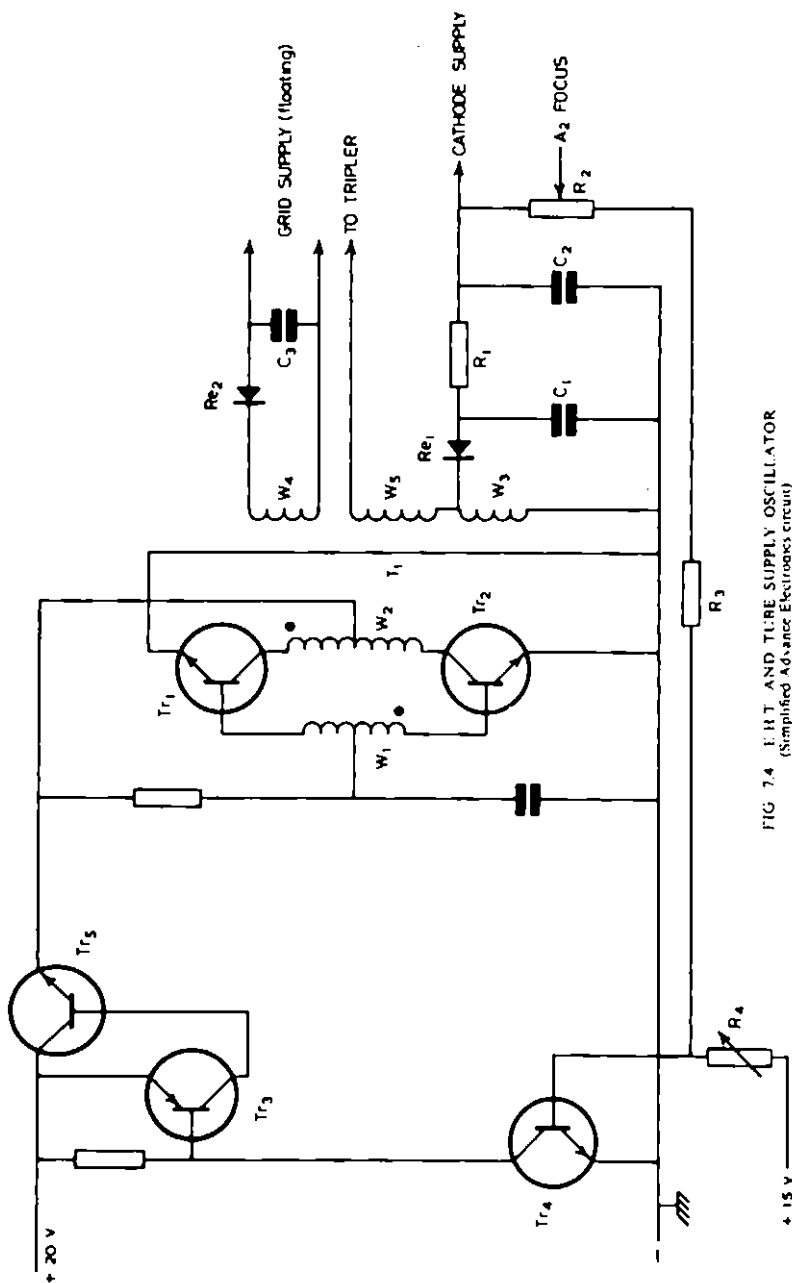 + 20 V
Tr5
Tr3
Tr4
R4
+ 15 V
–
Tr1
Tr2
W1
W2
T1
W4
W5
W3
Re2
C3
GRID SUPPLY (floating)
TO TRIPLER
Re1
R1
CATHODE SUPPLY
C1
C2
A2 FOCUS
R2
R3
FIG 7.4 E H T AND TUBE SUPPLY OSCILLATOR
(Simplified Advance Electronics circuit)